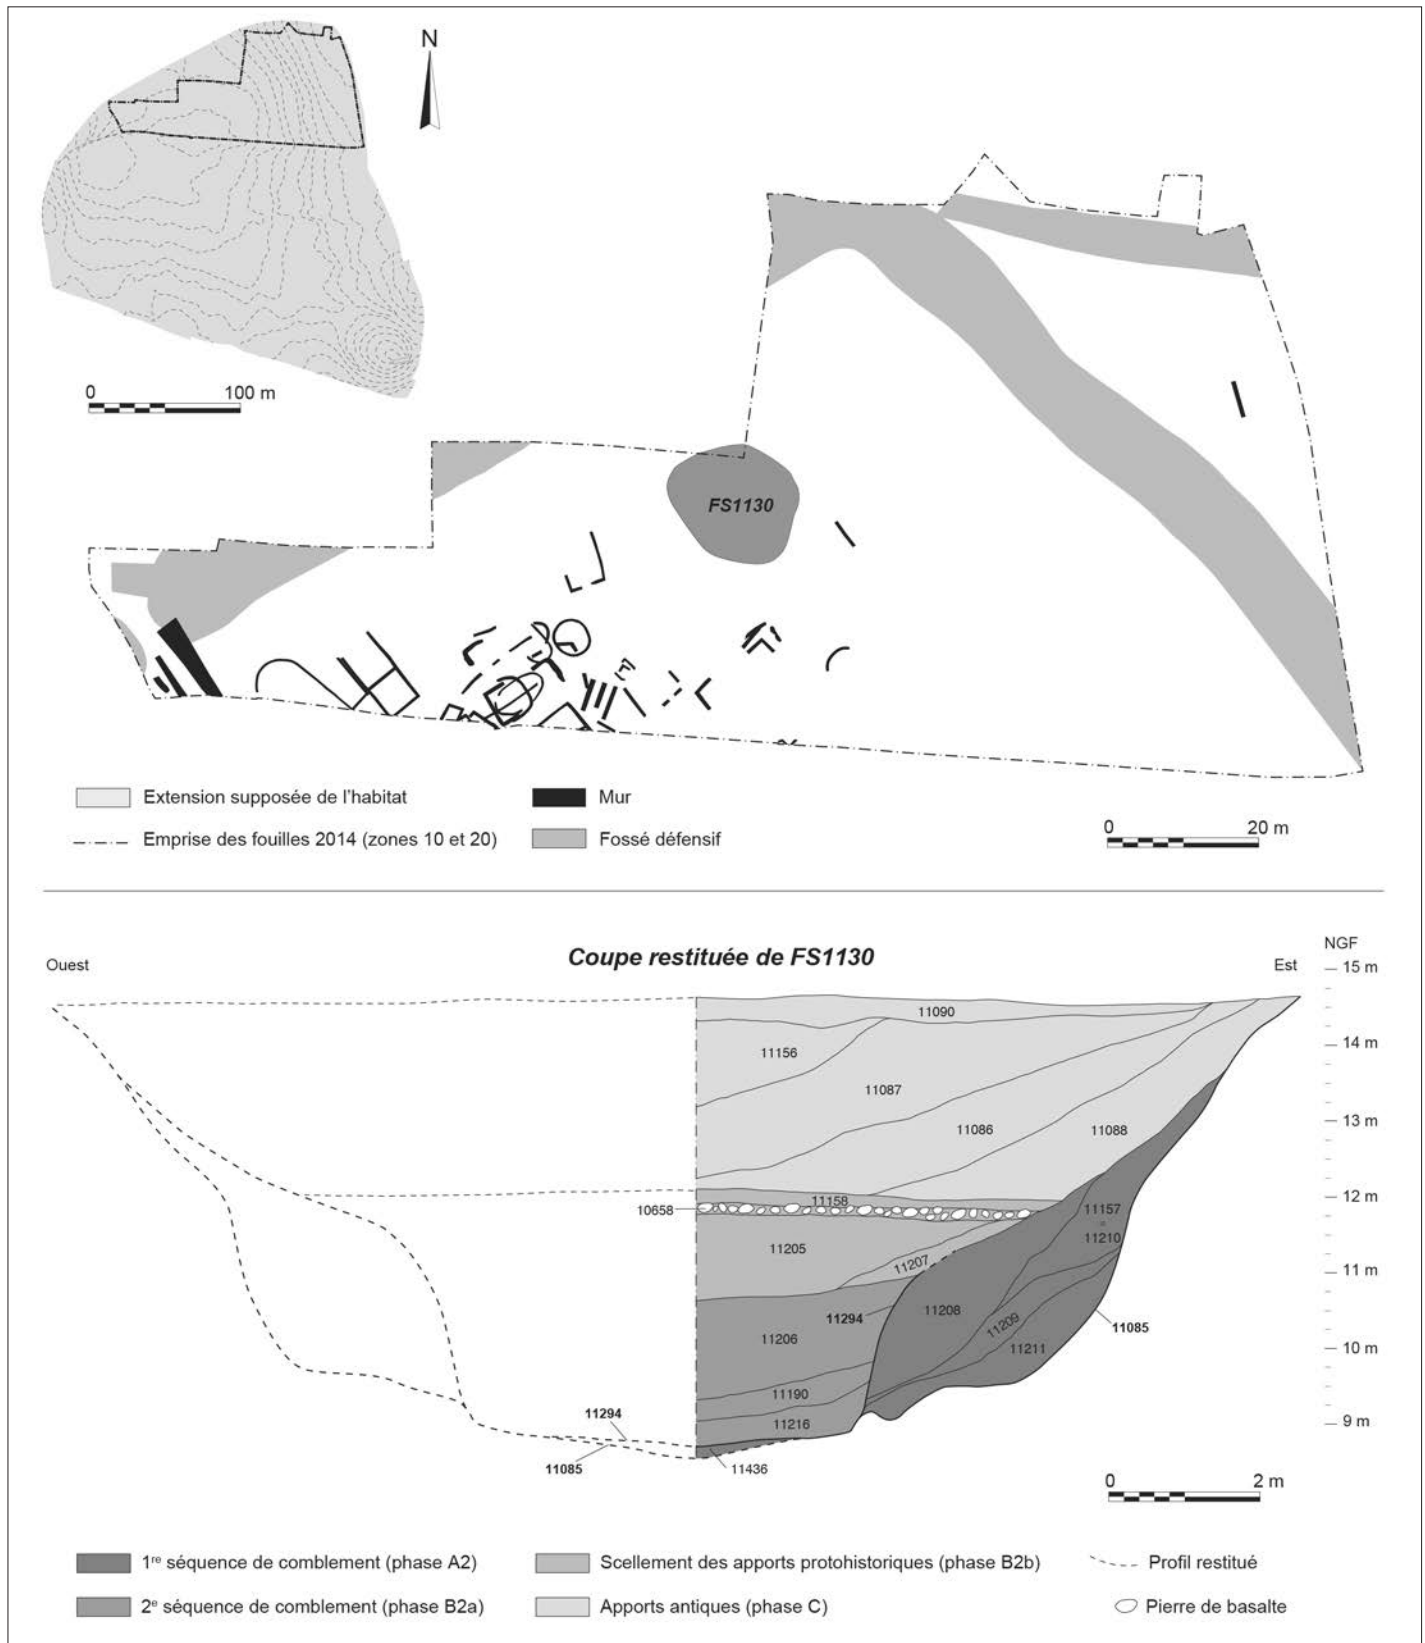 N
0 100 m
FS1130
Extension supposée de l'habitat
Mur
Emprise des fouilles 2014 (zones 10 et 20)
Fossé défensif
0 20 m
Coupe restituée de FS1130
Ouest
Est
NGF
15 m
14 m
13 m
12 m
11 m
10 m
9 m
11090
11156
11087
11086
11088
11158
10658
11157
=
11210
11205
11207
11294
11208
11206
11209
11085
11211
11190
11216
11294
11085
11436
0 2 m
1re séquence de comblement (phase A2)
Scellement des apports protohistoriques (phase B2b)
Profil restitué
2e séquence de comblement (phase B2a)
Apports antiques (phase C)
Pierre de basalte